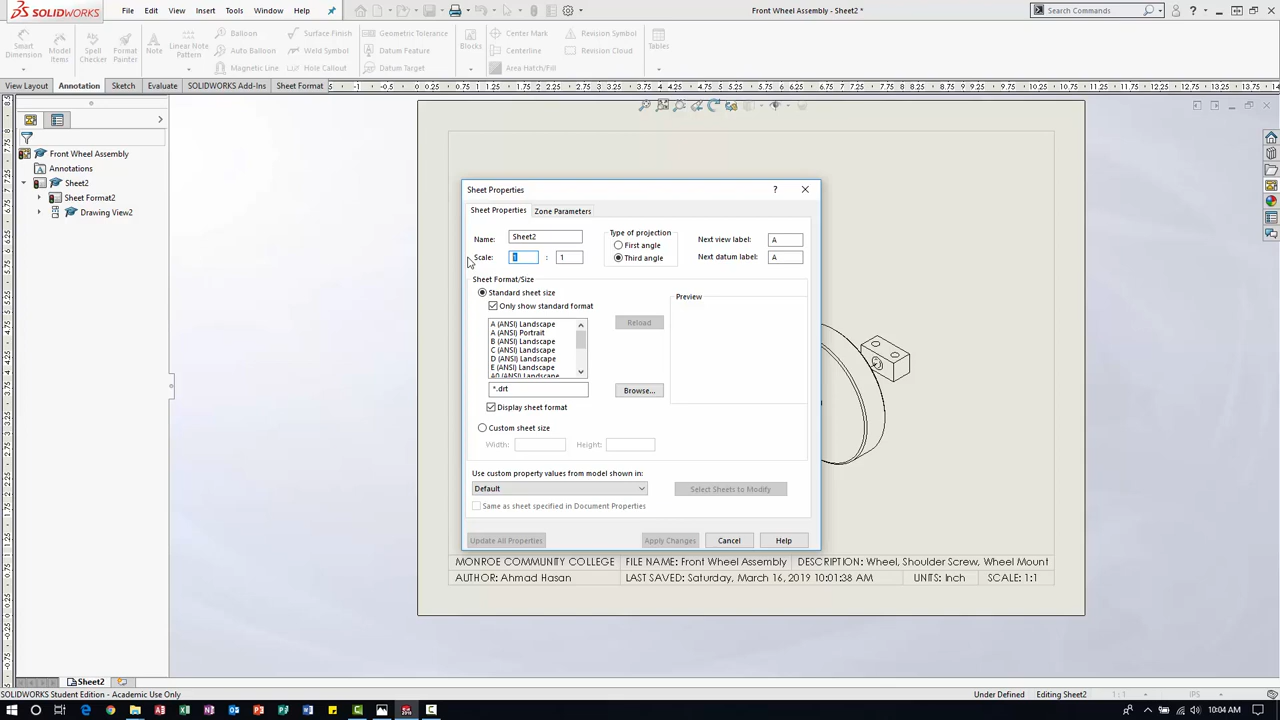 SOLIDWORKS File Edit View Insert Tools Window Help Front Wheel Assembly - Sheet2 * Search Commands
Smart Dimension Model Items Spell Checker Format Painter Note Linear Note Pattern Balloon Auto Balloon Magnetic Line Surface Finish Weld Symbol Hole Callout Geometric Tolerance Datum Feature Datum Target Blocks Center Mark Centerline Area Hatch/Fill Revision Symbol Revision Cloud Tables
View Layout Annotation Sketch Evaluate SOLIDWORKS Add-Ins Sheet Format
Front Wheel Assembly
Annotations
Sheet2
Sheet Format2
Drawing View2
Sheet Properties
Sheet Properties Zone Parameters
Name: Sheet2
Scale: 1 : 1
Type of projection
First angle
Third angle
Next view label: A
Next datum label: A
Sheet Format/Size
Standard sheet size
Only show standard format
A (ANSI) Landscape
A (ANSI) Portrait
B (ANSI) Landscape
C (ANSI) Landscape
D (ANSI) Landscape
E (ANSI) Landscape
A0 (ANSI) Landscape
Reload
Preview
*.drt
Browse...
Display sheet format
Custom sheet size
Width: Height:
Use custom property values from model shown in:
Default
Select Sheets to Modify
Same as sheet specified in Document Properties
Update All Properties Apply Changes Cancel Help
MONROE COMMUNITY COLLEGE FILE NAME: Front Wheel Assembly DESCRIPTION: Wheel, Shoulder Screw, Wheel Mount
AUTHOR: Ahmad Hasan LAST SAVED: Saturday, March 16, 2019 10:01:38 AM UNITS: Inch SCALE: 1:1
Sheet2
SOLIDWORKS Student Edition - Academic Use Only Under Defined Editing Sheet2 1 : 1 IPS
10:04 AM